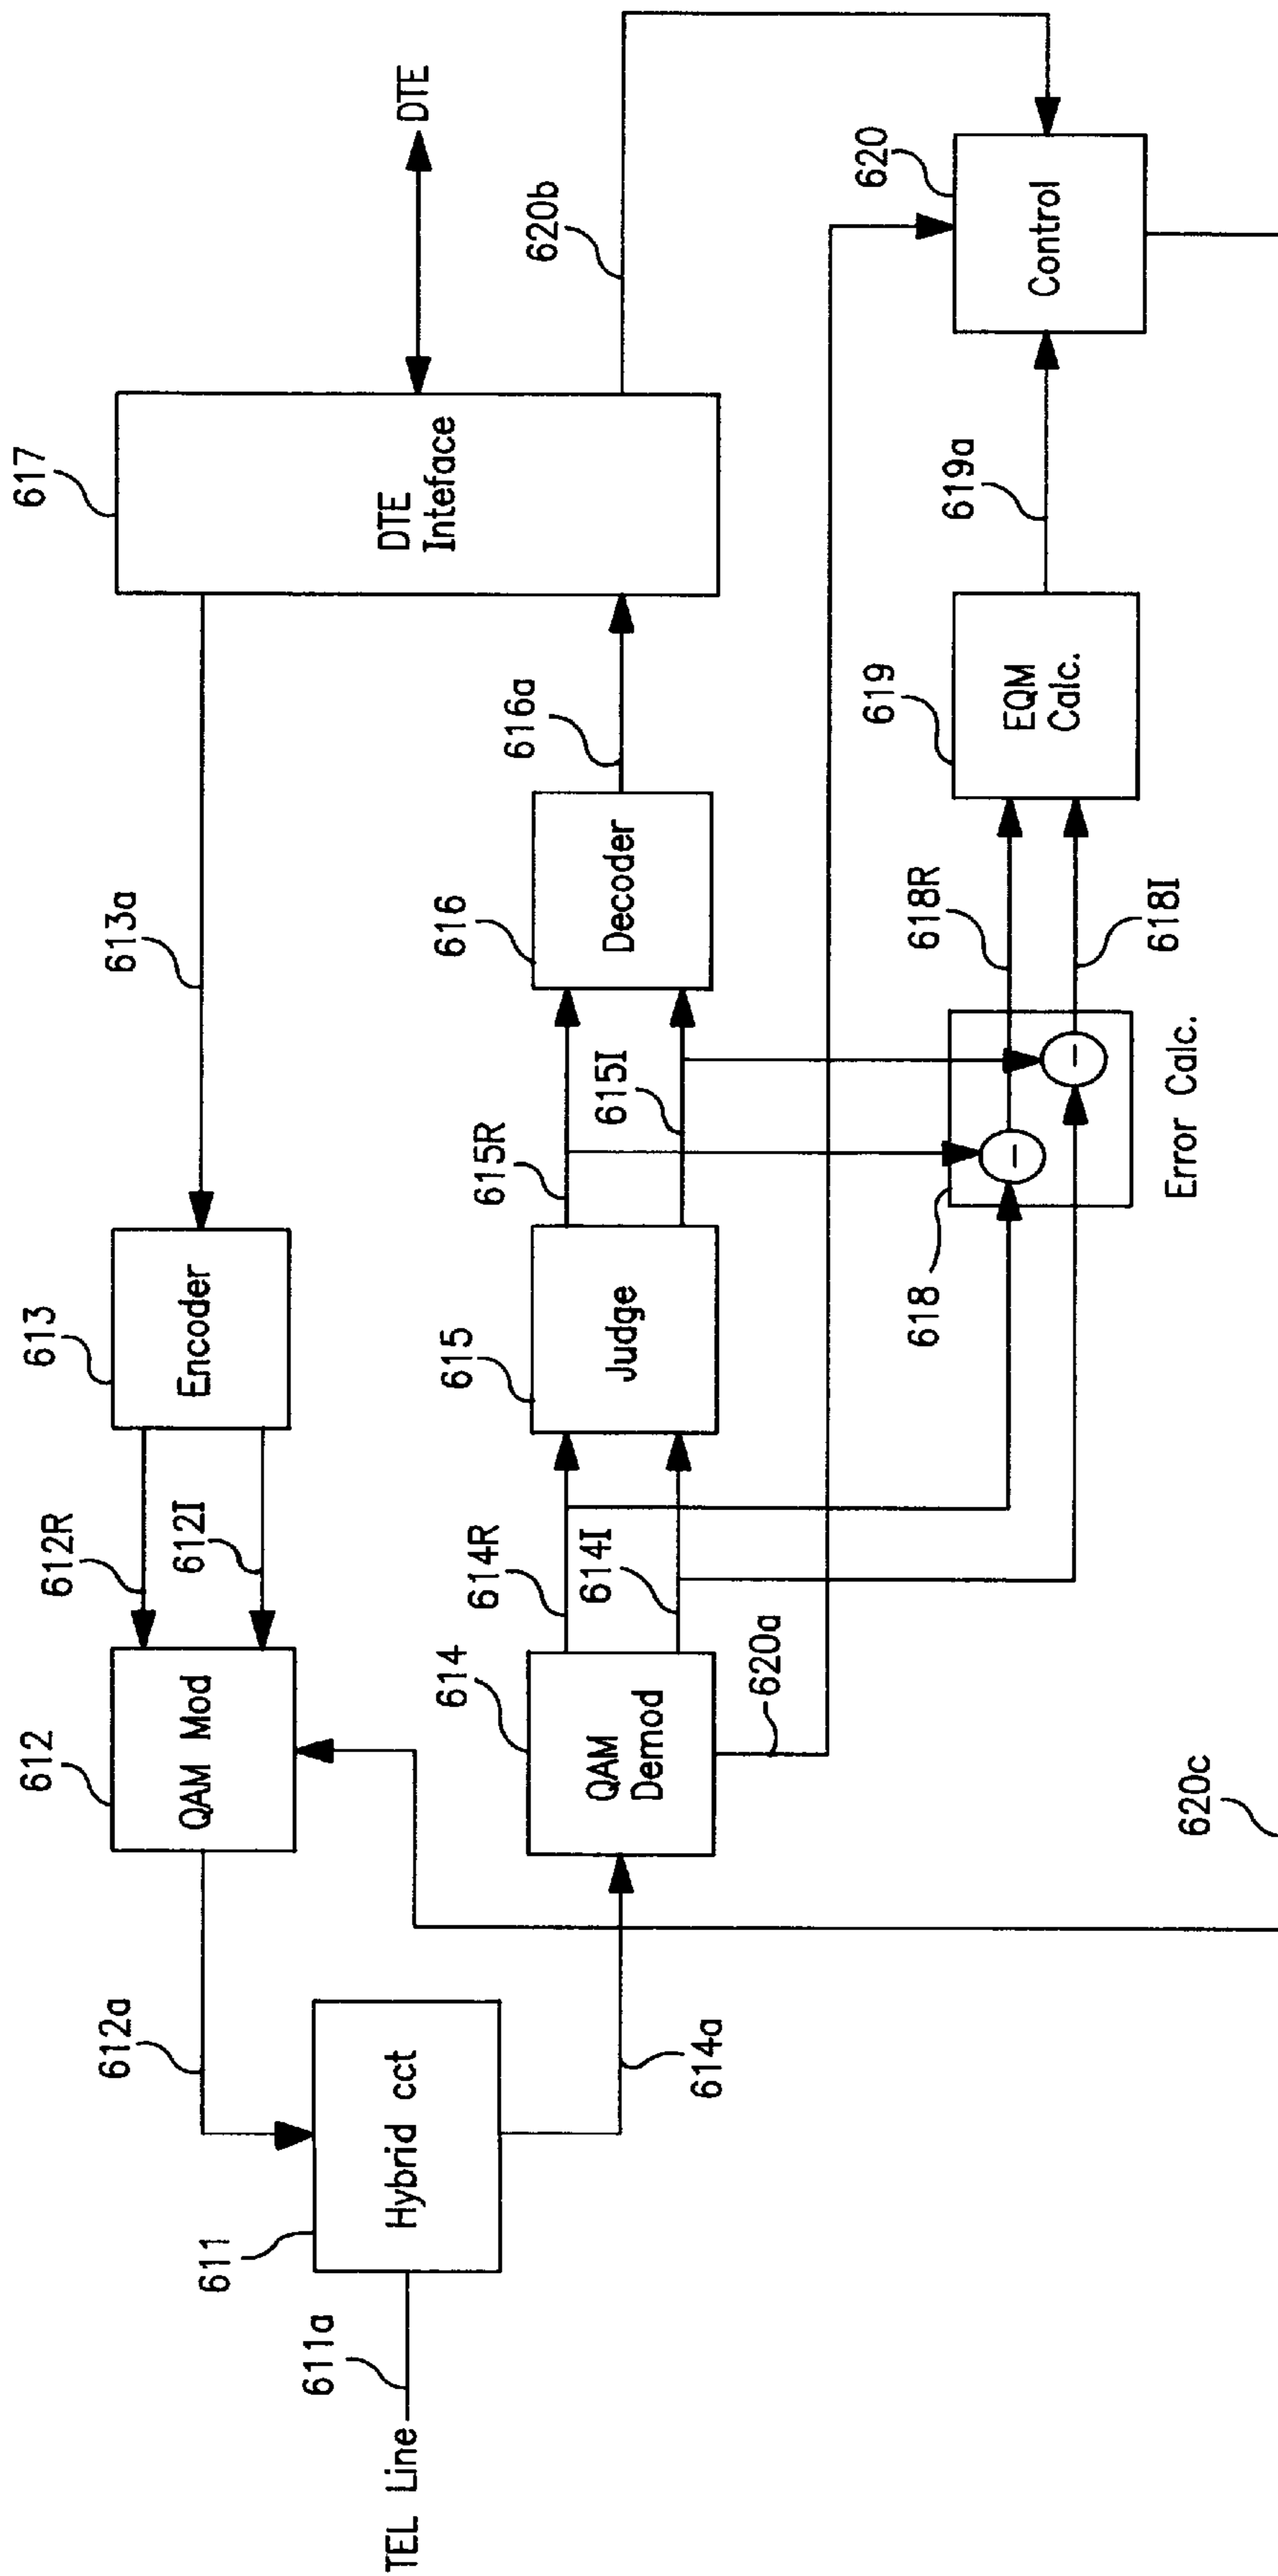 TEL Line
611a
611
Hybrid cct
612a
614a
612
QAM Mod
612R
612I
613
Encoder
613a
617
DTE
Inteface
DTE
614
QAM
Demod
614R
614I
615
Judge
615R
615I
616
Decoder
616a
620a
620b
618
−
−
Error Calc.
618R
618I
619
EQM
Calc.
619a
620
Control
620c